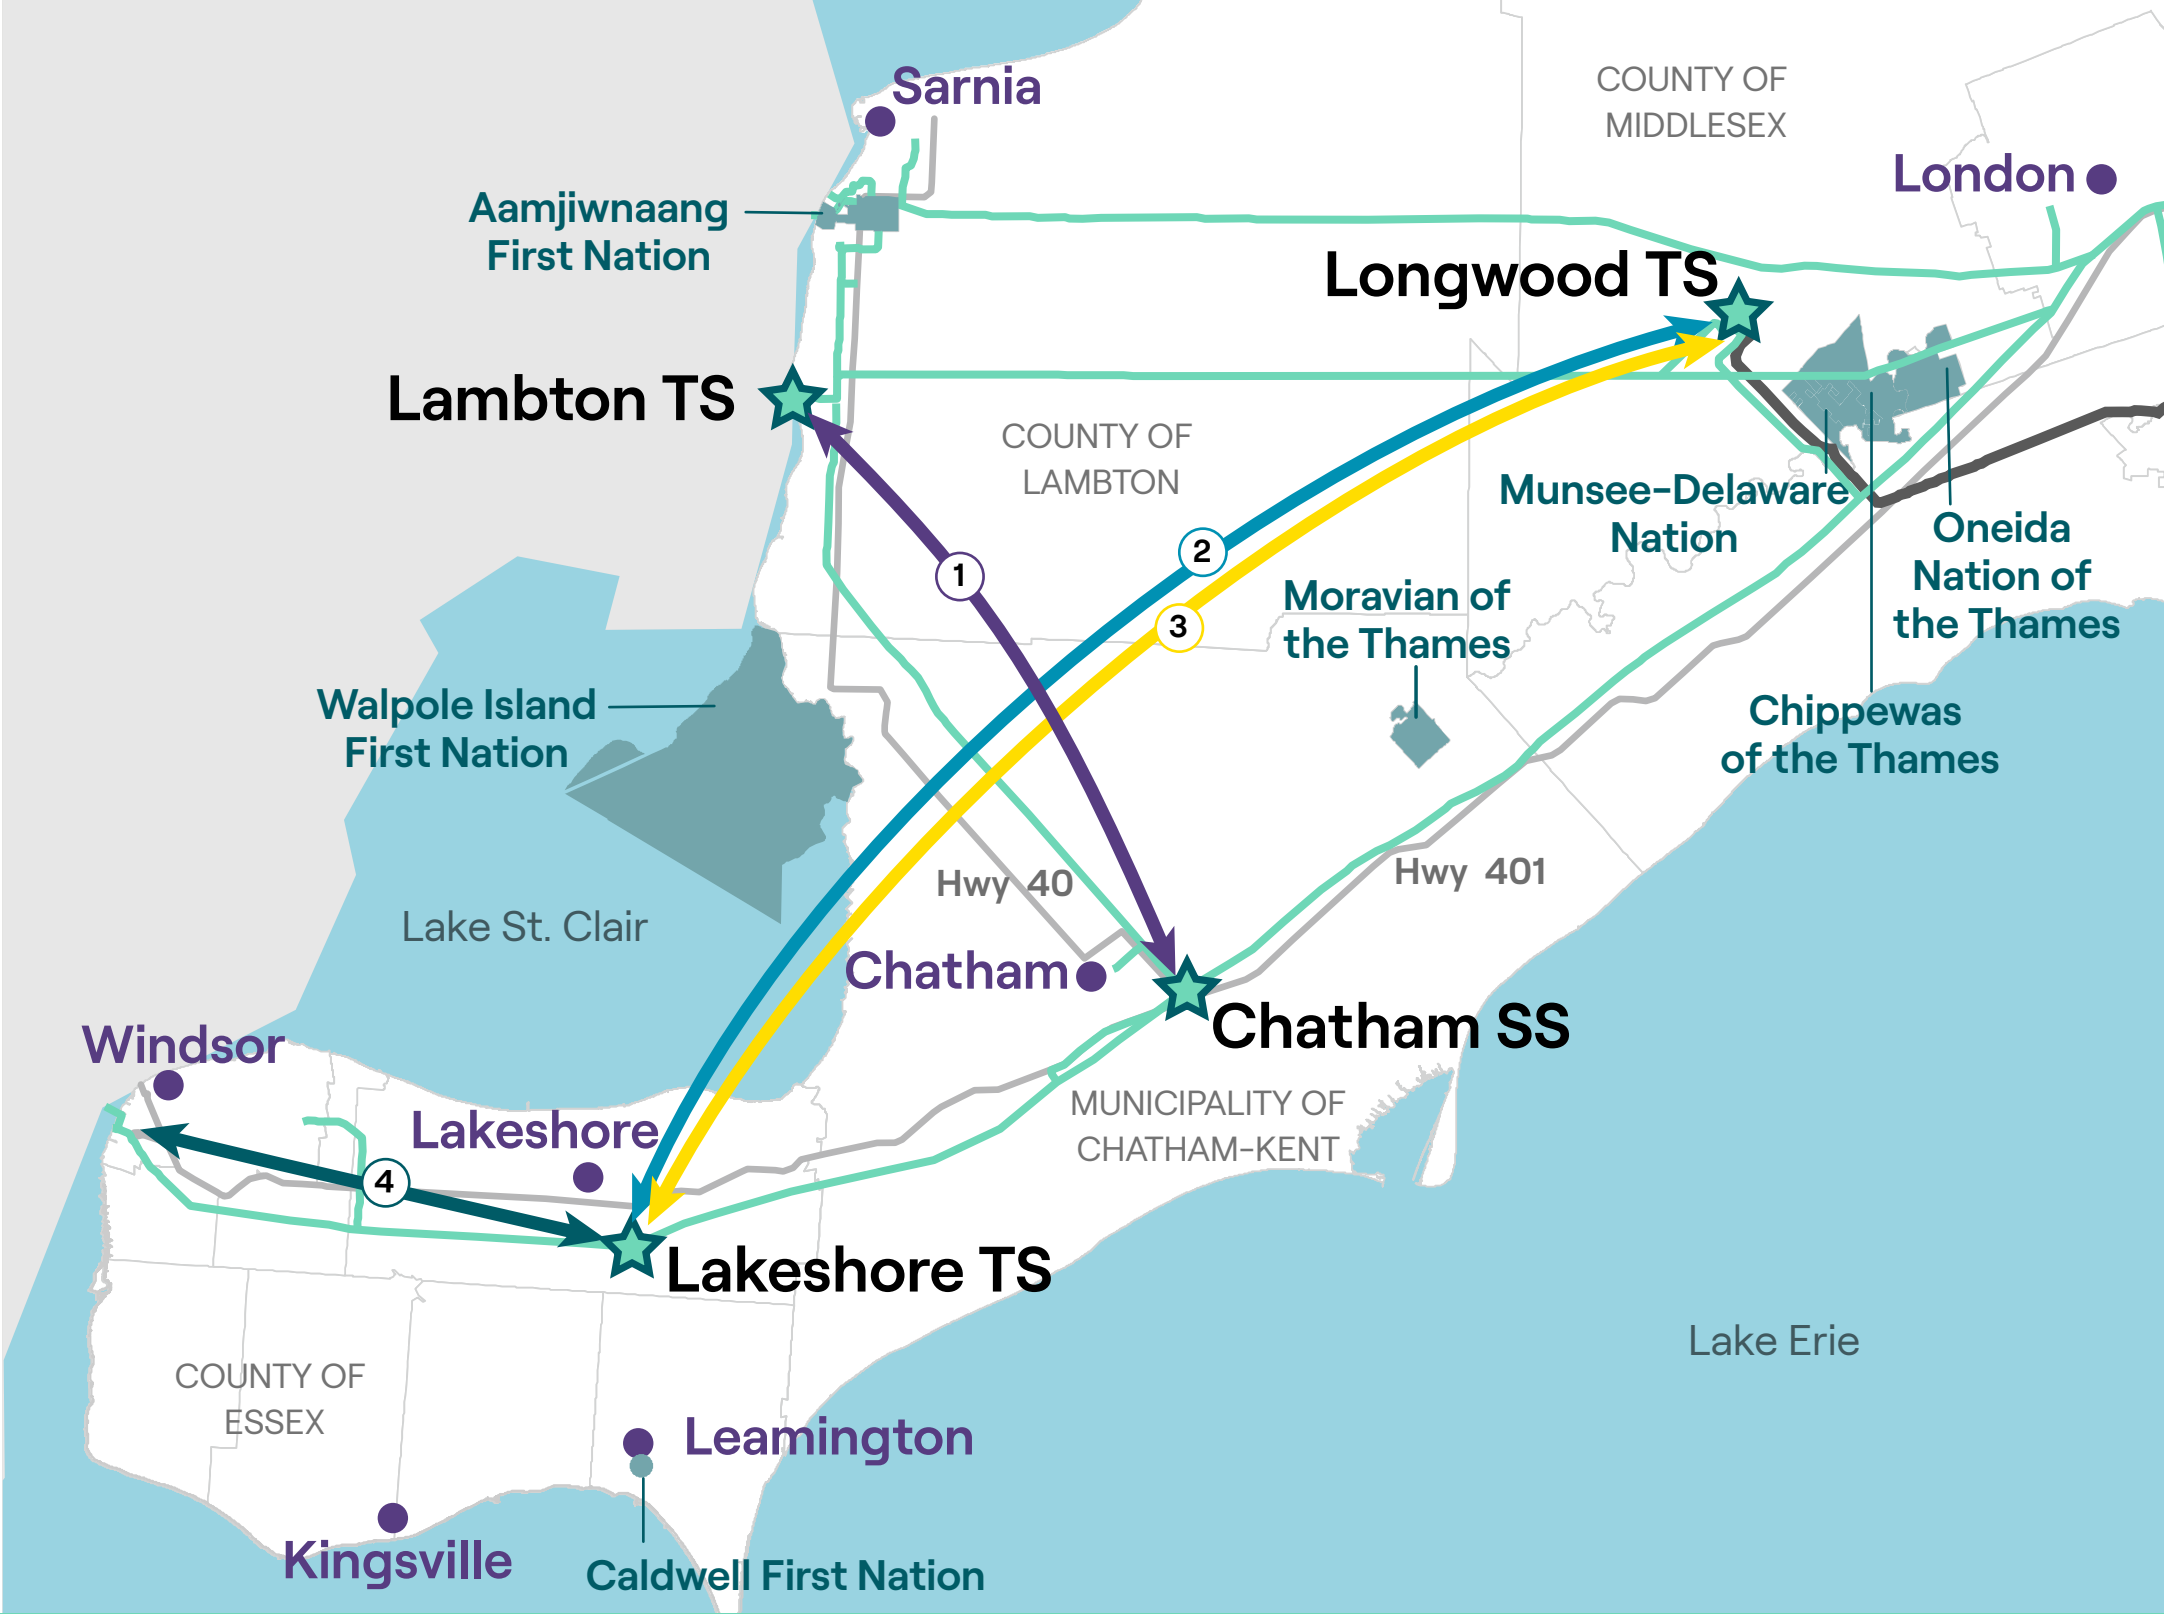 Sarnia
COUNTY OF
MIDDLESEX
London
Aamjiwnaang
First Nation
Longwood TS
Lambton TS
COUNTY OF
LAMBTON
Munsee-Delaware
Nation
Oneida
Nation of
the Thames
2
1
3
Moravian of
the Thames
Walpole Island
First Nation
Chippewas
of the Thames
Hwy 40
Hwy 401
Lake St. Clair
Chatham
Chatham SS
Windsor
MUNICIPALITY OF
CHATHAM-KENT
Lakeshore
4
Lakeshore TS
Lake Erie
COUNTY OF
ESSEX
Leamington
Kingsville
Caldwell First Nation